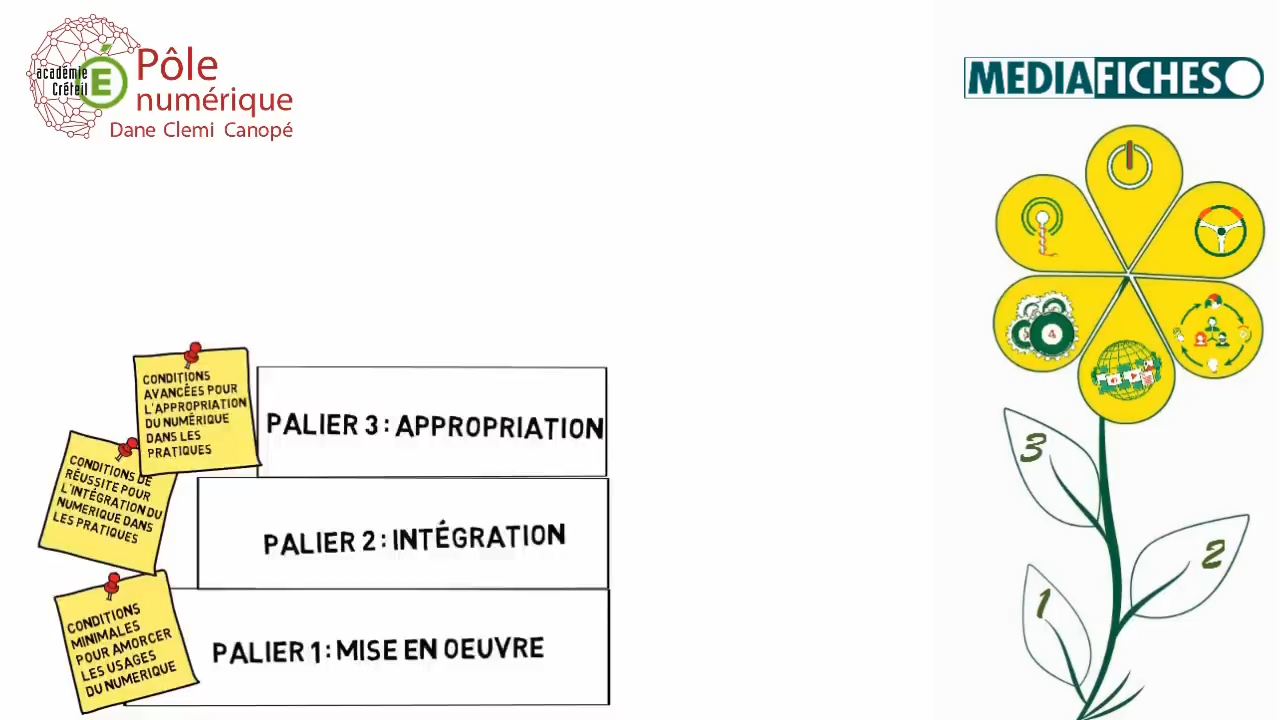 académie
Créteil
É
Pôle
numérique
Dane Clemi Canopé
MEDIAFICHES
CONDITIONS
AVANCÉES POUR
L'APPROPRIATION
DU NUMÉRIQUE
DANS LES
PRATIQUES
PALIER 3 : APPROPRIATION
CONDITIONS DE
RÉUSSITE POUR
L'INTÉGRATION DU
NUMERIQUE DANS
LES PRATIQUES
PALIER 2 : INTÉGRATION
CONDITIONS
MINIMALES
POUR AMORCER
LES USAGES
DU NUMERIQUE
PALIER 1 : MISE EN OEUVRE
4
3
2
1